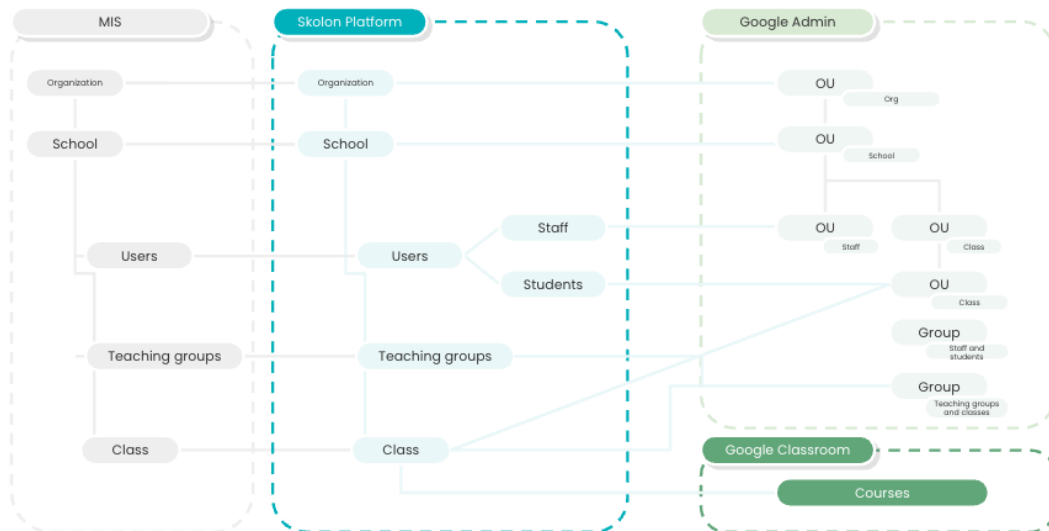 MIS
Skolon Platform
Google Admin
Organization
Organization
OU
Org
School
School
OU
School
Users
Users
Staff
Students
OU
Staff
OU
Class
OU
Class
Group
Staff and
students
Teaching groups
Teaching groups
Group
Teaching groups
and classes
Class
Class
Google Classroom
Courses